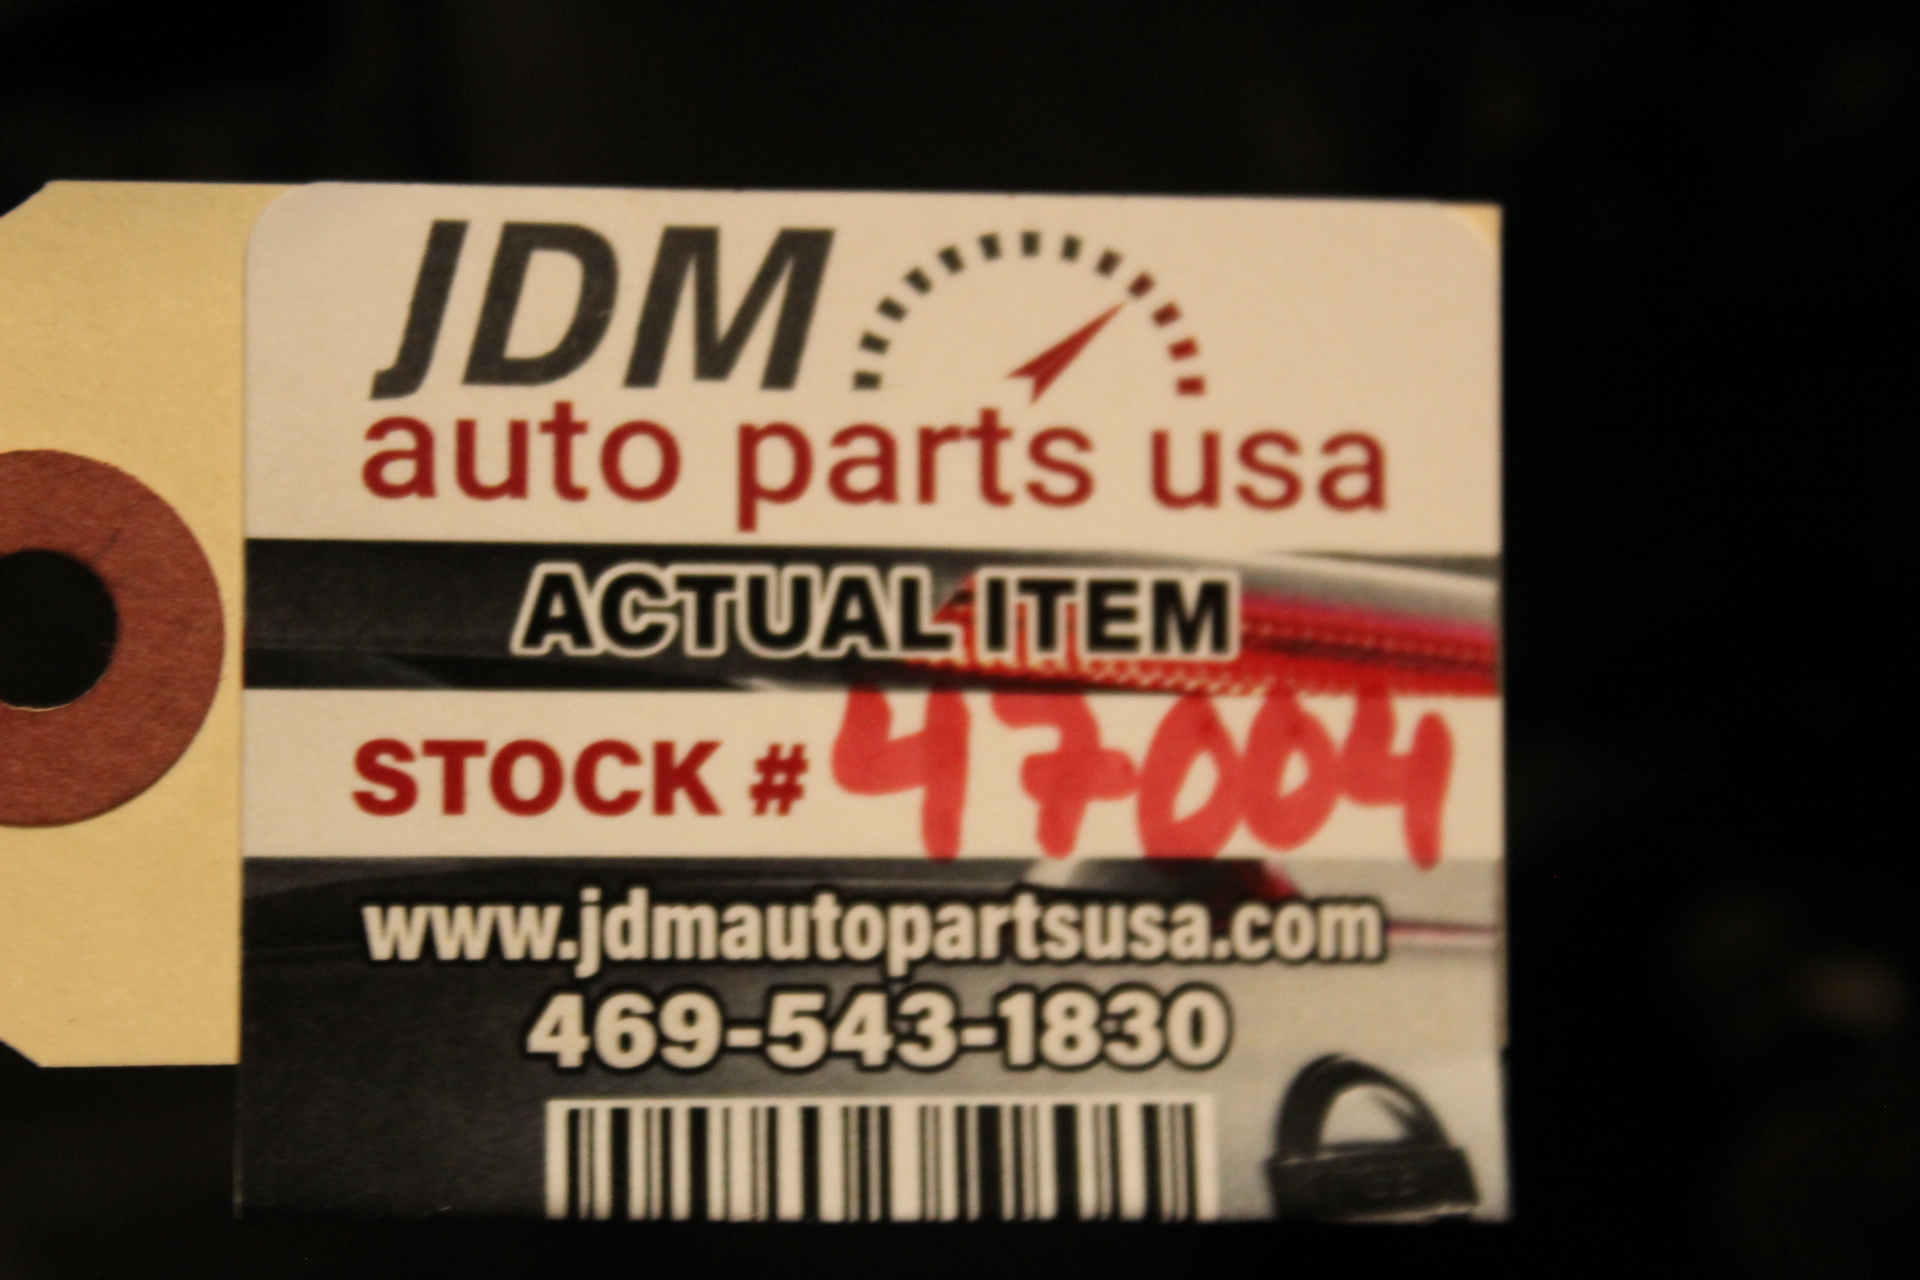 JDM
auto parts usa
ACTUAL ITEM
STOCK # 47004
www.jdmautopartsusa.com
469-543-1830